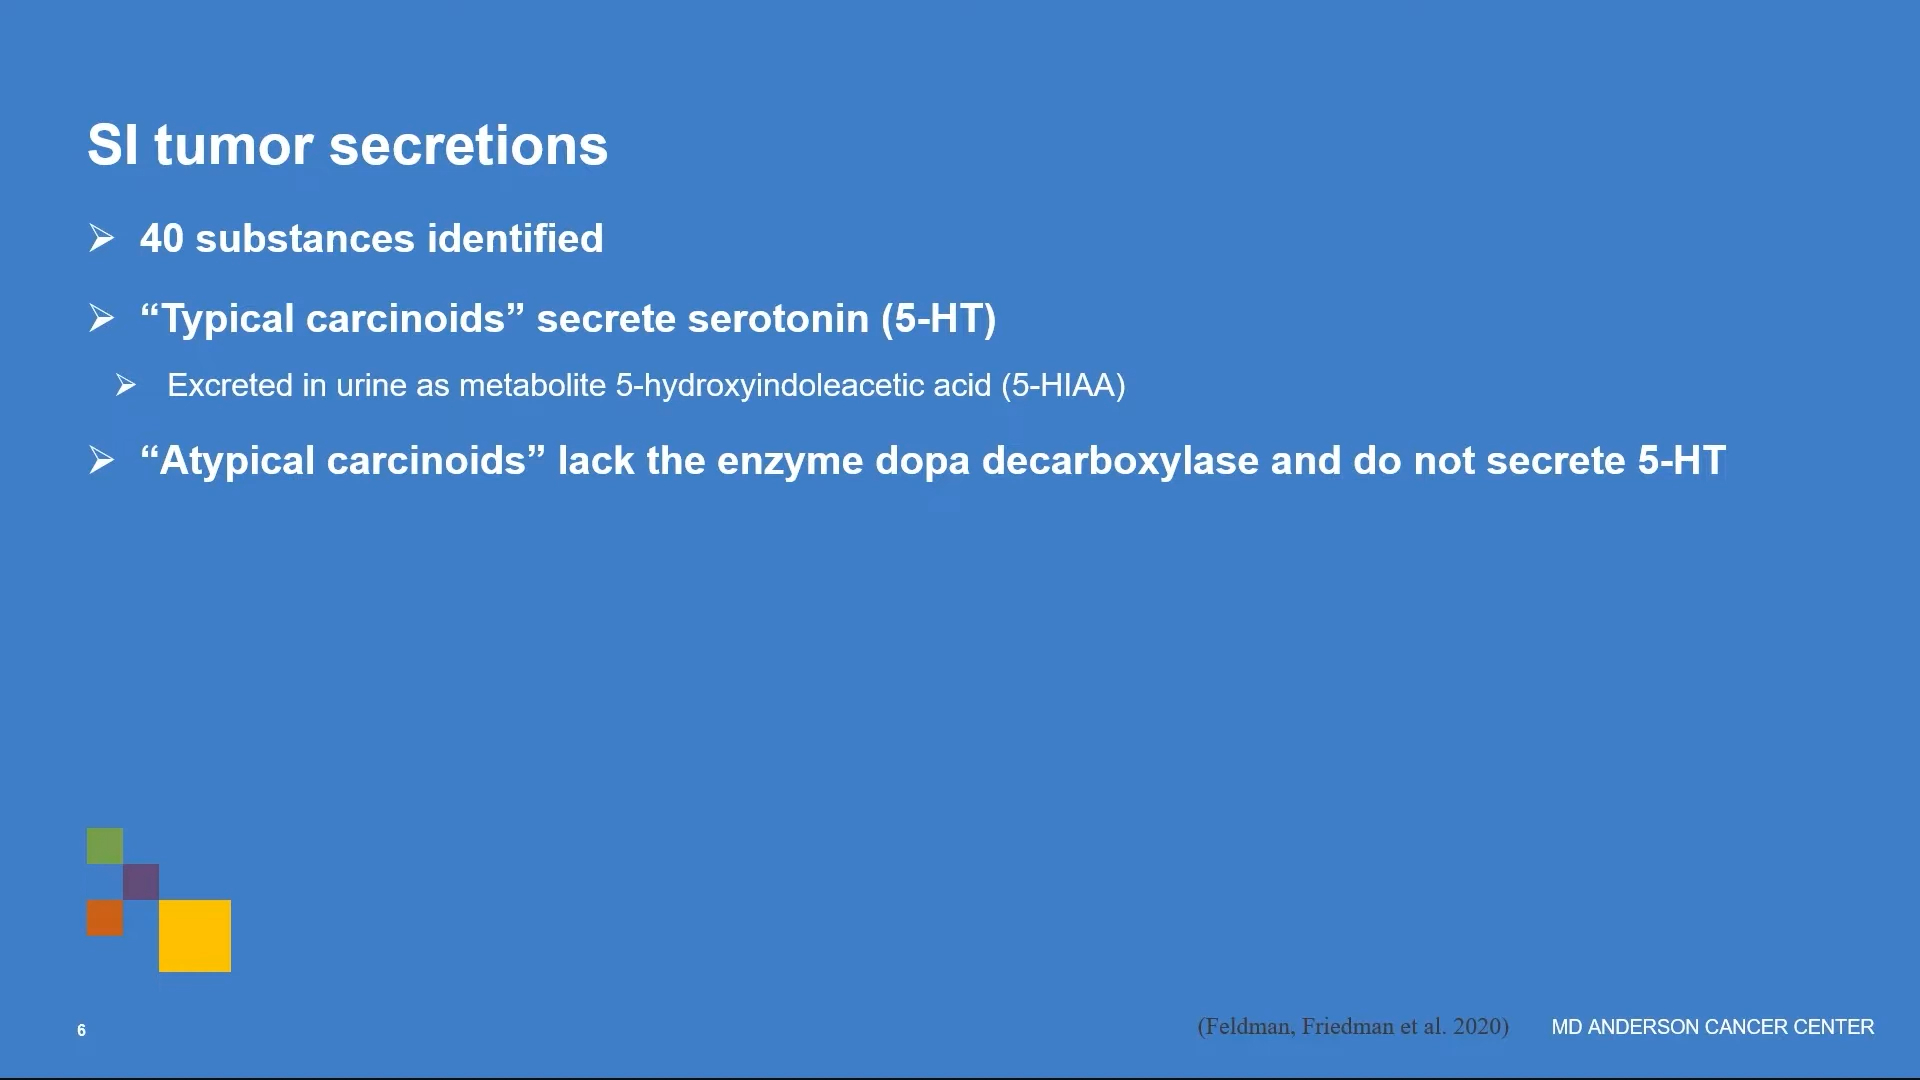 SI tumor secretions
➢ 40 substances identified
➢ “Typical carcinoids” secrete serotonin (5-HT)
➢ Excreted in urine as metabolite 5-hydroxyindoleacetic acid (5-HIAA)
➢ “Atypical carcinoids” lack the enzyme dopa decarboxylase and do not secrete 5-HT
6
(Feldman, Friedman et al. 2020)
MD ANDERSON CANCER CENTER